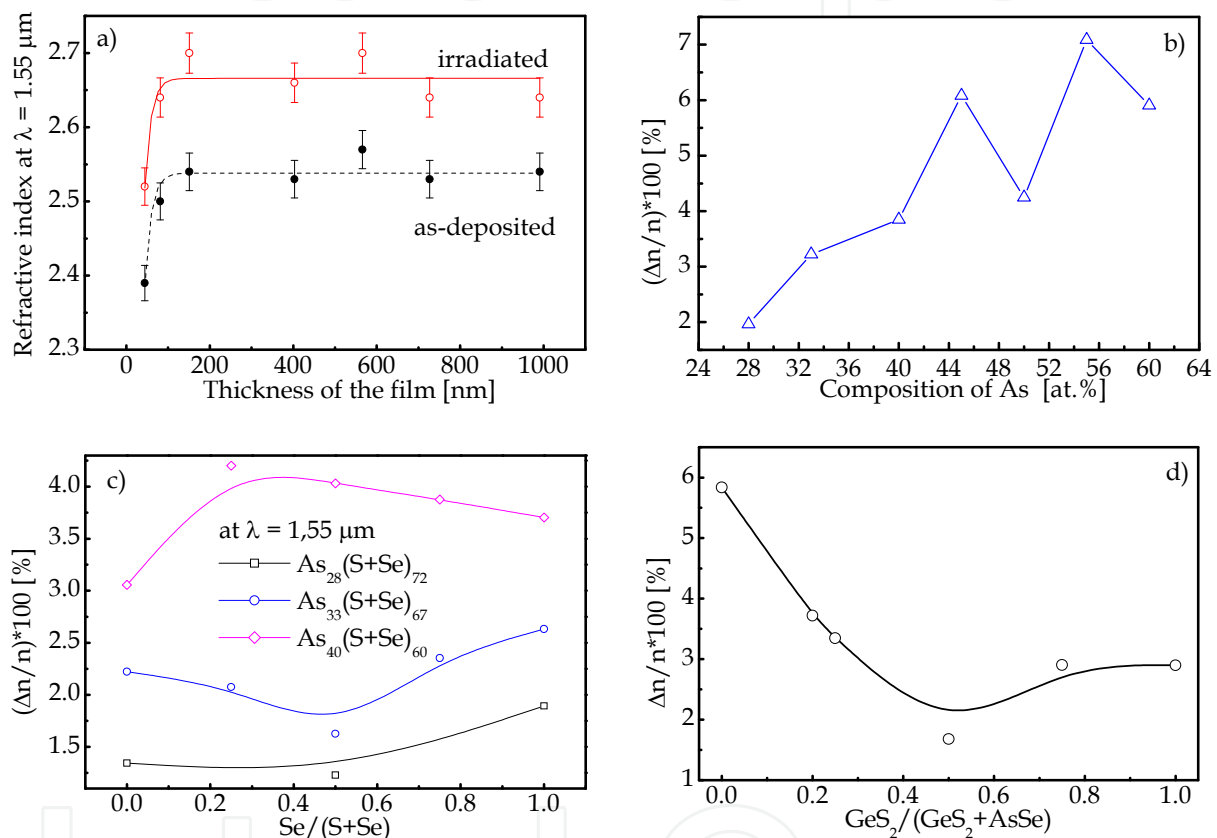 a)
irradiated
as-deposited
Refractive index at λ = 1.55 μm
2.7
2.6
2.5
2.4
2.3
0 200 400 600 800 1000
Thickness of the film [nm]
b)
(Δn/n)*100 [%]
7
6
5
4
3
2
24 28 32 36 40 44 48 52 56 60 64
Composition of As [at.%]
c)
at λ = 1,55 μm
As₂₈(S+Se)₇₂
As₃₃(S+Se)₆₇
As₄₀(S+Se)₆₀
(Δn/n)*100 [%]
4.0
3.5
3.0
2.5
2.0
1.5
0.0 0.2 0.4 0.6 0.8 1.0
Se/(S+Se)
d)
Δn/n*100 [%]
6
5
4
3
2
1
0.0 0.2 0.4 0.6 0.8 1.0
GeS₂/(GeS₂+AsSe)